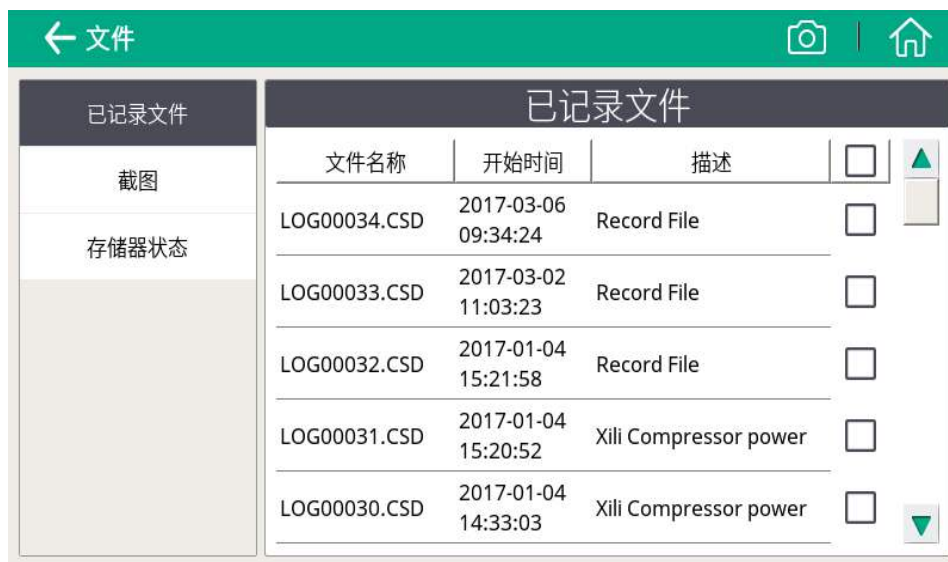 文件
已记录文件
截图
存储器状态
已记录文件
文件名称 开始时间 描述
LOG00034.CSD 2017-03-06 09:34:24 Record File
LOG00033.CSD 2017-03-02 11:03:23 Record File
LOG00032.CSD 2017-01-04 15:21:58 Record File
LOG00031.CSD 2017-01-04 15:20:52 Xili Compressor power
LOG00030.CSD 2017-01-04 14:33:03 Xili Compressor power